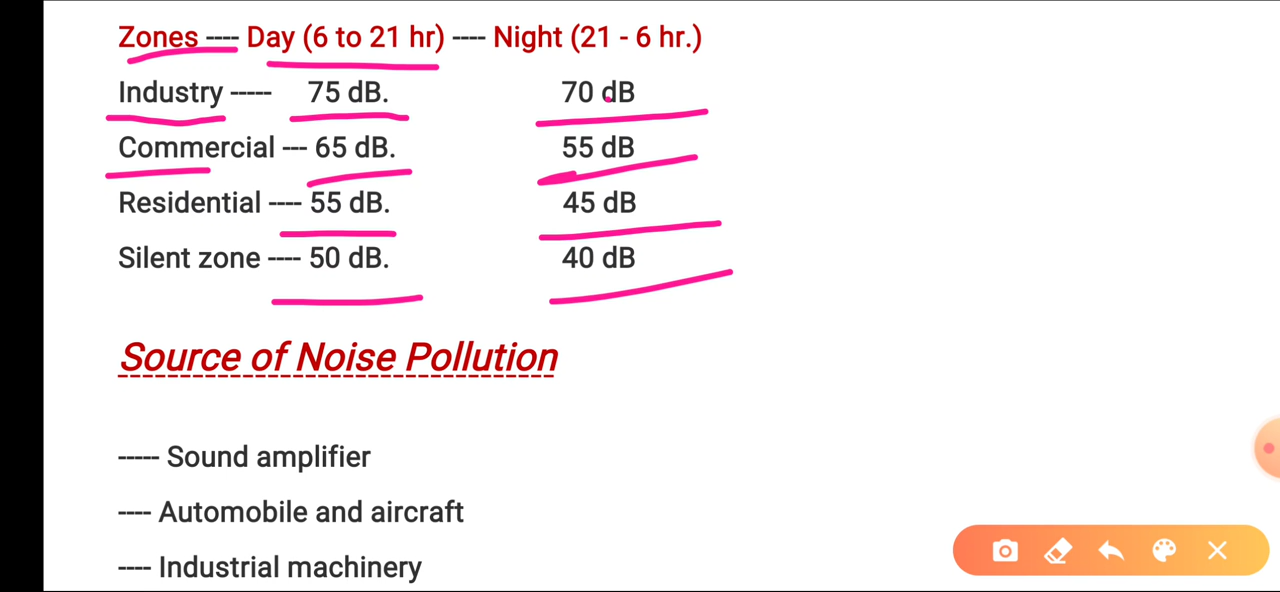 Zones ---- Day (6 to 21 hr) ---- Night (21 - 6 hr.)
Industry ----- 75 dB. 70 dB
Commercial --- 65 dB. 55 dB
Residential ---- 55 dB. 45 dB
Silent zone ---- 50 dB. 40 dB
Source of Noise Pollution
----- Sound amplifier
---- Automobile and aircraft
---- Industrial machinery